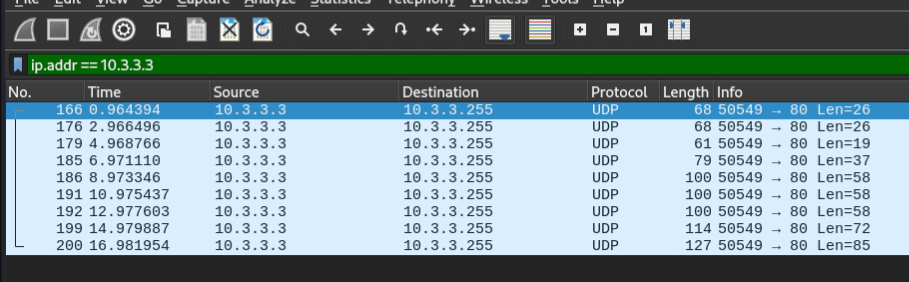 File Edit View Go Capture Analyze Statistics Telephony Wireless Tools Help
ip.addr == 10.3.3.3
No. Time Source Destination Protocol Length Info
166 0.964394 10.3.3.3 10.3.3.255 UDP 68 50549 → 80 Len=26
176 2.966496 10.3.3.3 10.3.3.255 UDP 68 50549 → 80 Len=26
179 4.968766 10.3.3.3 10.3.3.255 UDP 61 50549 → 80 Len=19
185 6.971110 10.3.3.3 10.3.3.255 UDP 79 50549 → 80 Len=37
186 8.973346 10.3.3.3 10.3.3.255 UDP 100 50549 → 80 Len=58
191 10.975437 10.3.3.3 10.3.3.255 UDP 100 50549 → 80 Len=58
192 12.977603 10.3.3.3 10.3.3.255 UDP 100 50549 → 80 Len=58
199 14.979887 10.3.3.3 10.3.3.255 UDP 114 50549 → 80 Len=72
200 16.981954 10.3.3.3 10.3.3.255 UDP 127 50549 → 80 Len=85